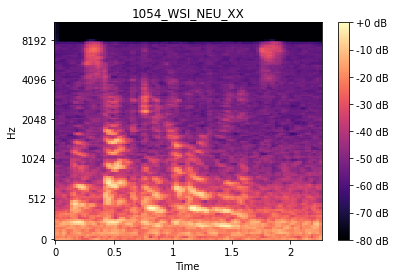 1054_WSI_NEU_XX
+0 dB
8192
-10 dB
4096
-20 dB
-30 dB
2048
Hz
-40 dB
1024
-50 dB
512
-60 dB
-70 dB
0
-80 dB
0
0.5
1
1.5
2
Time